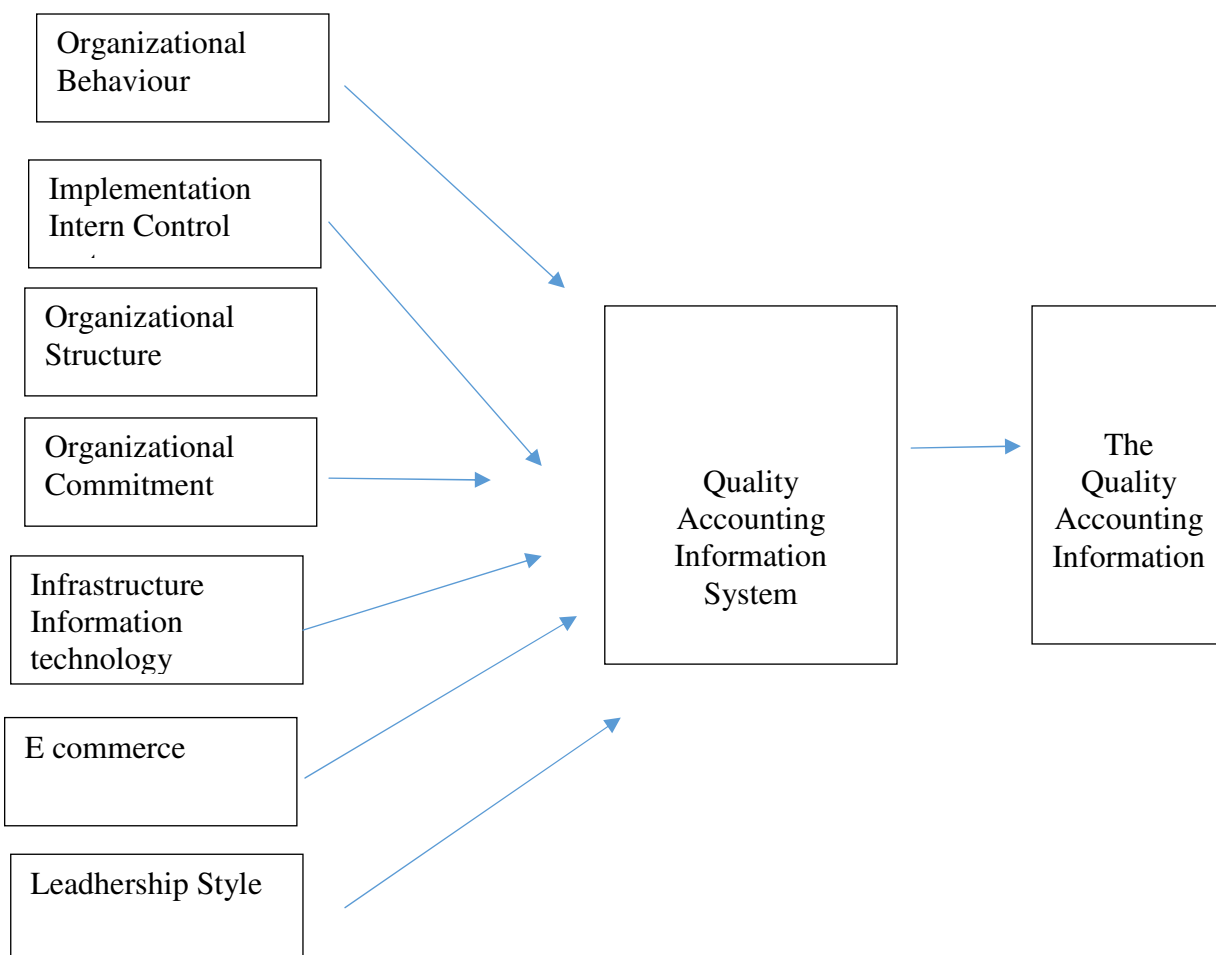 Organizational
Behaviour
Implementation
Intern Control
Organizational
Structure
Organizational
Commitment
Infrastructure
Information
technology
E commerce
Leadhership Style
Quality
Accounting
Information
System
The
Quality
Accounting
Information